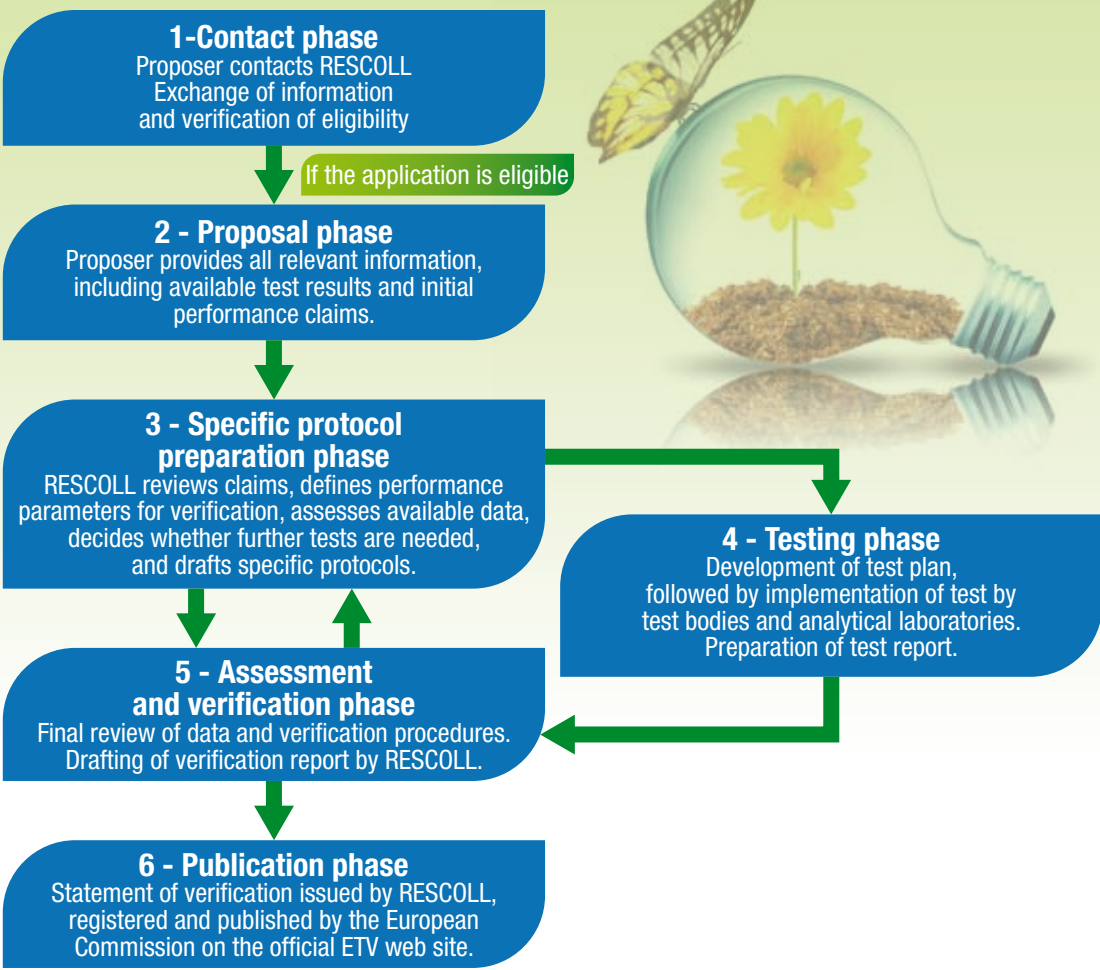 1-Contact phase
Proposer contacts RESCOLL
Exchange of information
and verification of eligibility
If the application is eligible
2 - Proposal phase
Proposer provides all relevant information,
including available test results and initial
performance claims.
3 - Specific protocol
preparation phase
RESCOLL reviews claims, defines performance
parameters for verification, assesses available data,
decides whether further tests are needed,
and drafts specific protocols.
4 - Testing phase
Development of test plan,
followed by implementation of test by
test bodies and analytical laboratories.
Preparation of test report.
5 - Assessment
and verification phase
Final review of data and verification procedures.
Drafting of verification report by RESCOLL.
6 - Publication phase
Statement of verification issued by RESCOLL,
registered and published by the European
Commission on the official ETV web site.